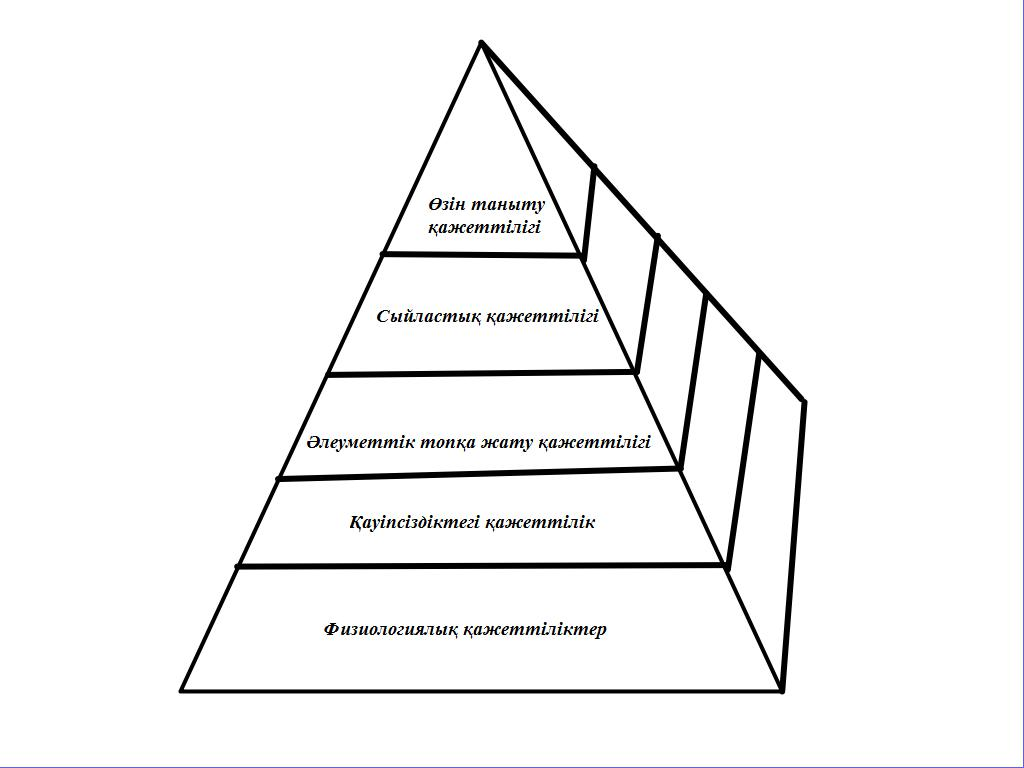 Өзін таныту
қажеттілігі
Сыйластық қажеттілігі
Әлеуметтік топқа жату қажеттілігі
Қауіпсіздіктегі қажеттілік
Физиологиялық қажеттіліктер